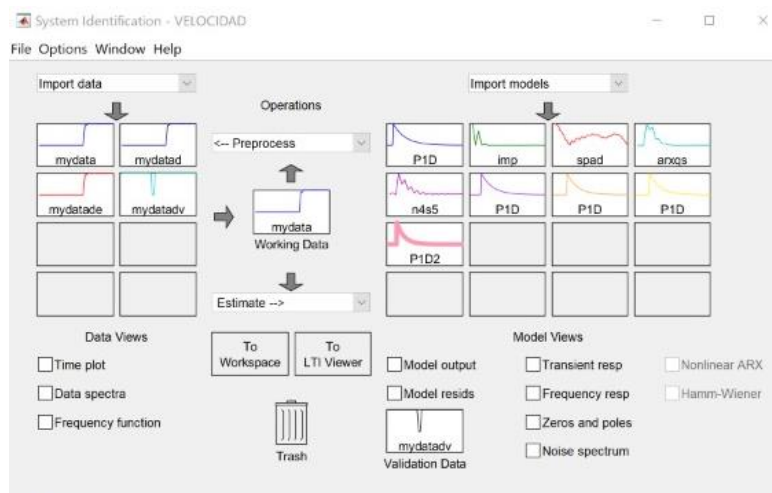 System Identification - VELOCIDAD
File Options Window Help
Import data
Import models
Operations
mydata
mydatad
<-- Preprocess
P1D
imp
spad
arxqs
mydatade
mydatadv
mydata
Working Data
n4s5
P1D
P1D
P1D
P1D2
Estimate -->
Data Views
To Workspace
To LTI Viewer
Model Views
Time plot
Data spectra
Frequency function
Model output
Model resids
Transient resp
Frequency resp
Zeros and poles
Noise spectrum
Nonlinear ARX
Hamm-Wiener
Trash
mydatadv
Validation Data